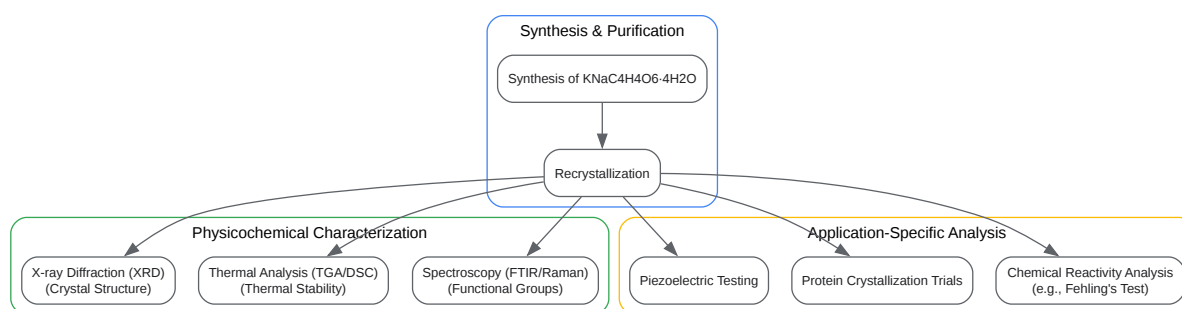 Synthesis & Purification
Synthesis of KNaC4H4O6·4H2O
Recrystallization
Physicochemical Characterization
Application-Specific Analysis
X-ray Diffraction (XRD)
(Crystal Structure)
Thermal Analysis (TGA/DSC)
(Thermal Stability)
Spectroscopy (FTIR/Raman)
(Functional Groups)
Piezoelectric Testing
Protein Crystallization Trials
Chemical Reactivity Analysis
(e.g., Fehling's Test)